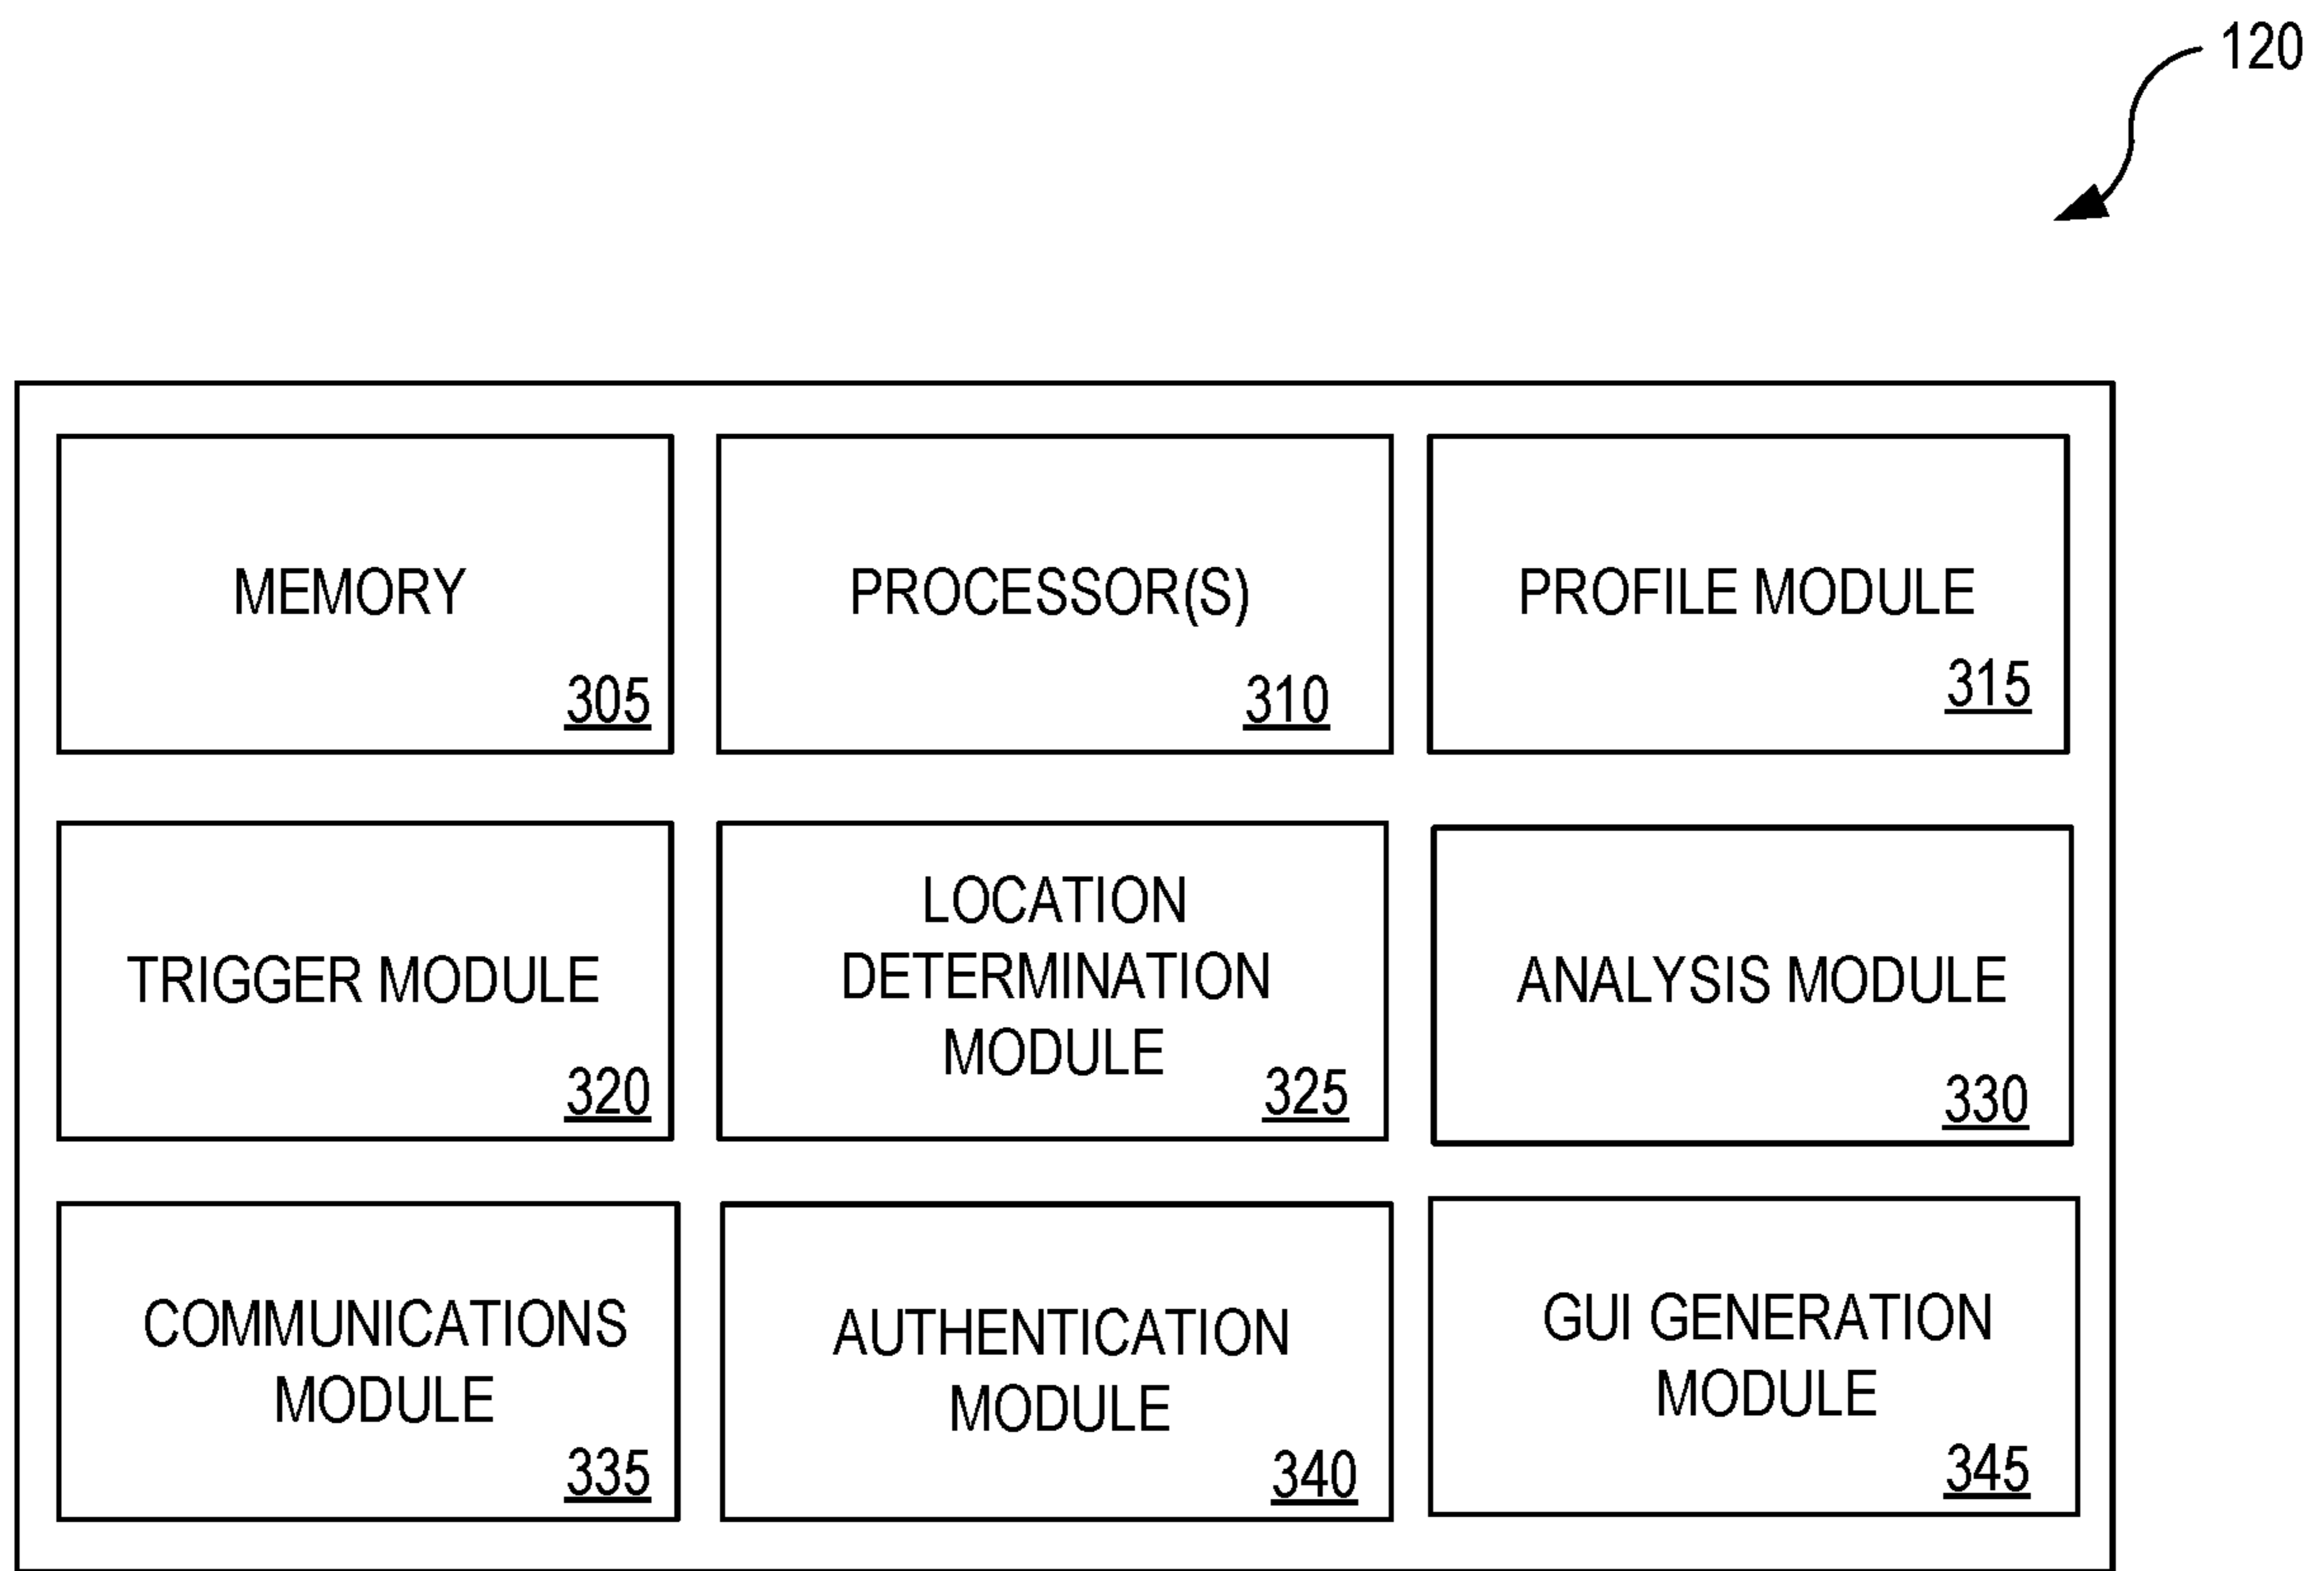 120
MEMORY
305
PROCESSOR(S)
310
PROFILE MODULE
315
TRIGGER MODULE
320
LOCATION
DETERMINATION
MODULE
325
ANALYSIS MODULE
330
COMMUNICATIONS
MODULE
335
AUTHENTICATION
MODULE
340
GUI GENERATION
MODULE
345